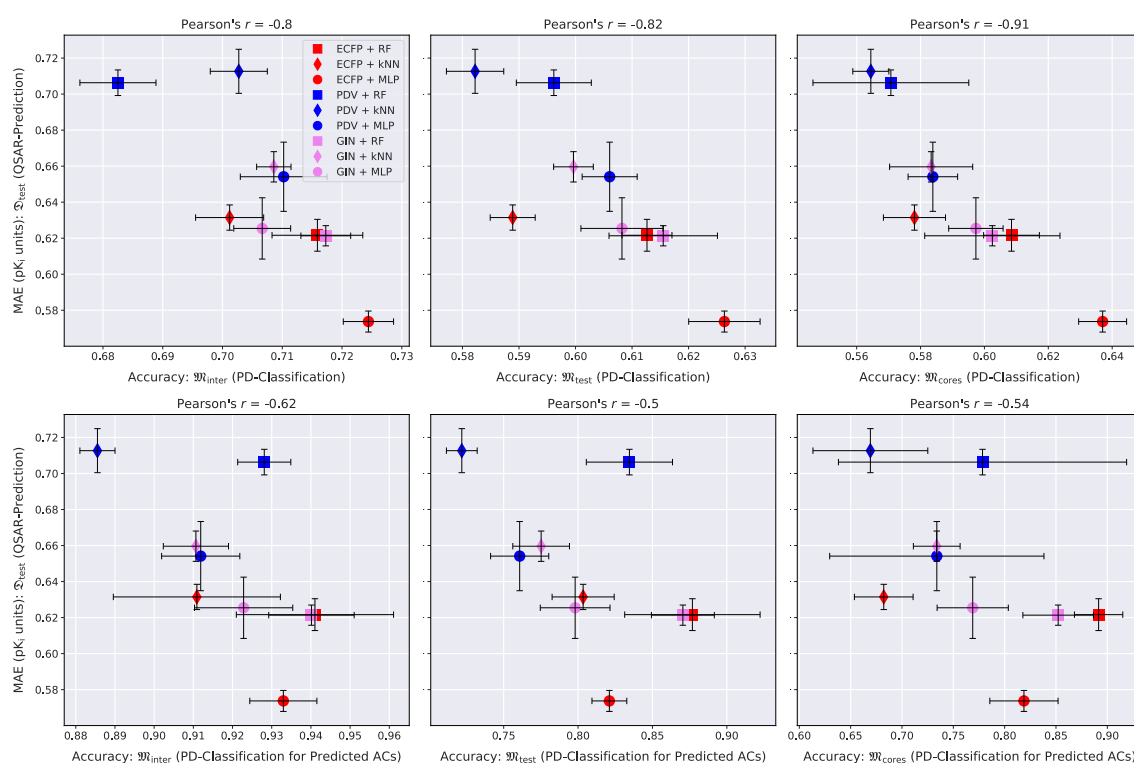 Pearson's r = -0.8
Pearson's r = -0.82
Pearson's r = -0.91
MAE (pKᵢ units): 𝔇test (QSAR-Prediction)
0.72
0.70
0.68
0.66
0.64
0.62
0.60
0.58
ECFP + RF
ECFP + kNN
ECFP + MLP
PDV + RF
PDV + kNN
PDV + MLP
GIN + RF
GIN + kNN
GIN + MLP
0.68 0.69 0.70 0.71 0.72 0.73
0.58 0.59 0.60 0.61 0.62 0.63
0.56 0.58 0.60 0.62 0.64
Accuracy: 𝔐inter (PD-Classification)
Accuracy: 𝔐test (PD-Classification)
Accuracy: 𝔐cores (PD-Classification)
Pearson's r = -0.62
Pearson's r = -0.5
Pearson's r = -0.54
MAE (pKᵢ units): 𝔇test (QSAR-Prediction)
0.72
0.70
0.68
0.66
0.64
0.62
0.60
0.58
0.88 0.89 0.90 0.91 0.92 0.93 0.94 0.95 0.96
0.75 0.80 0.85 0.90
0.60 0.65 0.70 0.75 0.80 0.85 0.90
Accuracy: 𝔐inter (PD-Classification for Predicted ACs)
Accuracy: 𝔐test (PD-Classification for Predicted ACs)
Accuracy: 𝔐cores (PD-Classification for Predicted ACs)